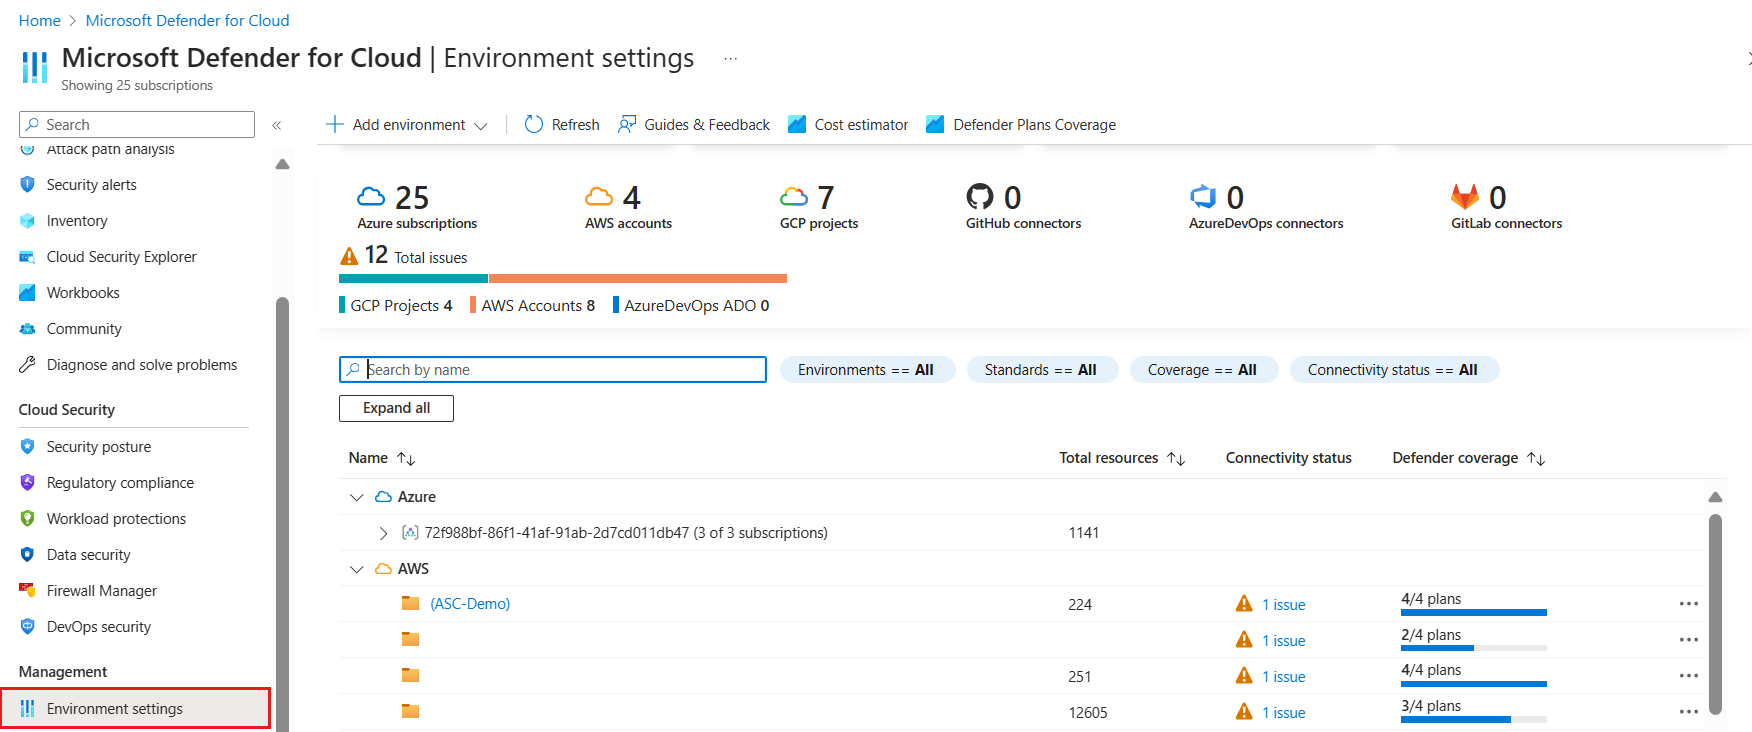 Home > Microsoft Defender for Cloud
Microsoft Defender for Cloud | Environment settings ...
Showing 25 subscriptions
Search
«
Attack path analysis
Security alerts
Inventory
Cloud Security Explorer
Workbooks
Community
Diagnose and solve problems
Cloud Security
Security posture
Regulatory compliance
Workload protections
Data security
Firewall Manager
DevOps security
Management
Environment settings
Add environment
Refresh
Guides & Feedback
Cost estimator
Defender Plans Coverage
25
Azure subscriptions
4
AWS accounts
7
GCP projects
0
GitHub connectors
0
AzureDevOps connectors
0
GitLab connectors
12 Total issues
GCP Projects 4 AWS Accounts 8 AzureDevOps ADO 0
Search by name
Environments == All
Standards == All
Coverage == All
Connectivity status == All
Expand all
Name Total resources Connectivity status Defender coverage
Azure
72f988bf-86f1-41af-91ab-2d7cd011db47 (3 of 3 subscriptions) 1141
AWS
(ASC-Demo) 224 1 issue 4/4 plans ...
1 issue 2/4 plans ...
251 1 issue 4/4 plans ...
12605 1 issue 3/4 plans ...